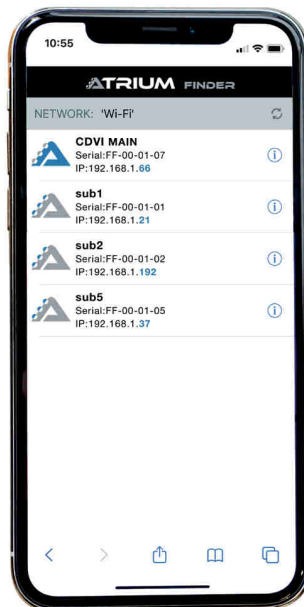 10:55
ATRIUM FINDER
NETWORK: 'Wi-Fi'
CDVI MAIN
Serial:FF-00-01-07
IP:192.168.1.66
sub1
Serial:FF-00-01-01
IP:192.168.1.21
sub2
Serial:FF-00-01-02
IP:192.168.1.192
sub5
Serial:FF-00-01-05
IP:192.168.1.37